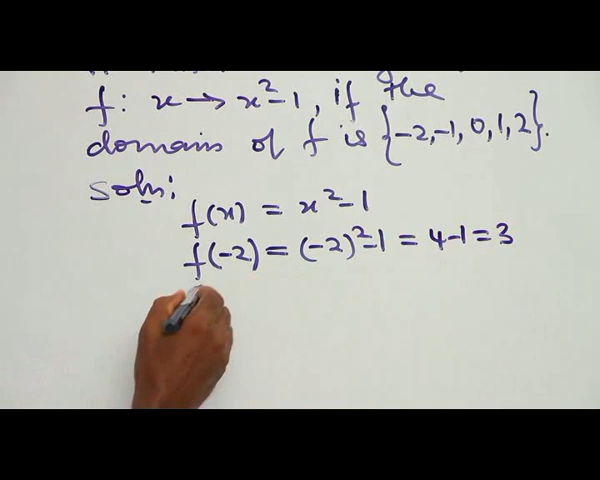 f: x → x²-1, if the
domain of f is {-2,-1,0,1,2}.
Soln:
f(x) = x²-1
f(-2) = (-2)²-1 = 4-1=3